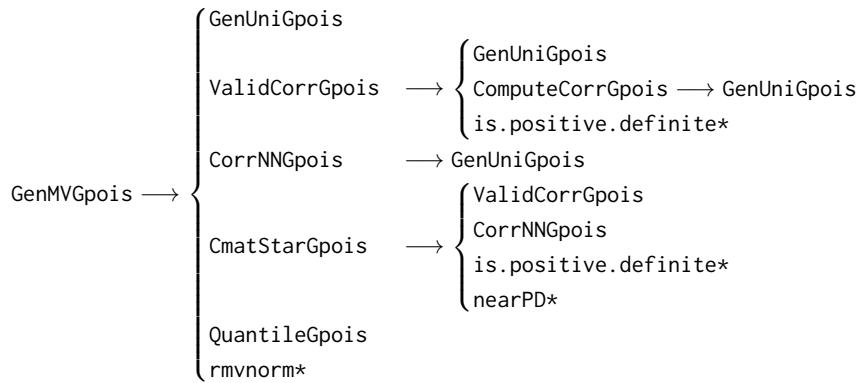 GenUniGpois
GenUniGpois
ValidCorrGpois ⟶ ComputeCorrGpois ⟶ GenUniGpois
is.positive.definite*
CorrNNGpois ⟶ GenUniGpois
GenMVGpois ⟶
ValidCorrGpois
CorrNNGpois
CmatStarGpois ⟶
is.positive.definite*
nearPD*
QuantileGpois
rmvnorm*